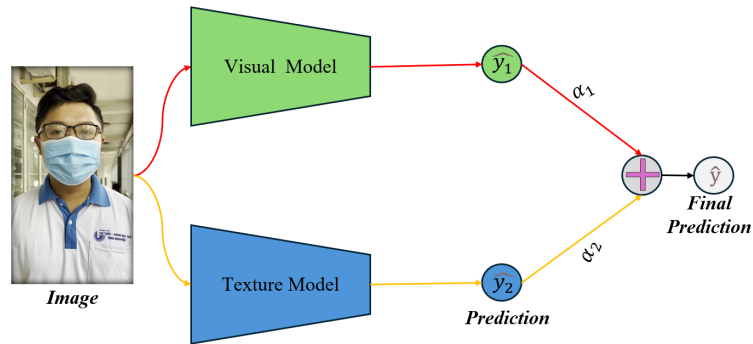 Visual Model
ŷ₁
α₁
ŷ
Final
Prediction
Image
Texture Model
ŷ₂
α₂
Prediction